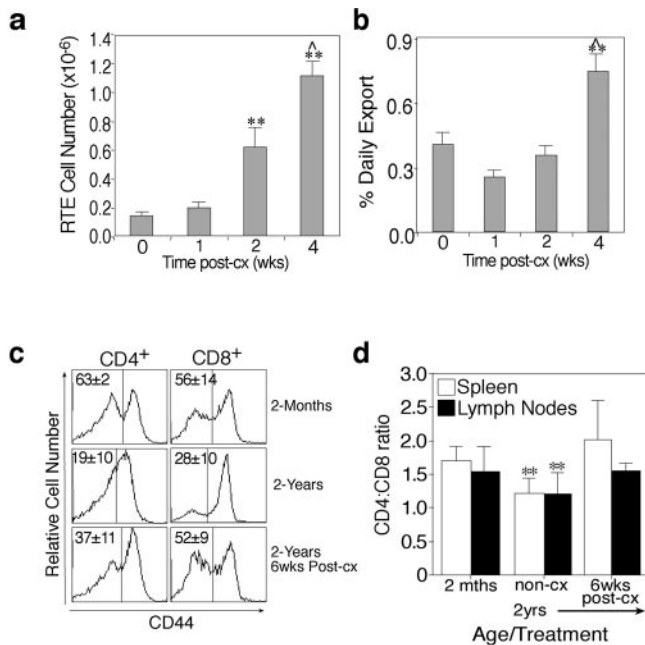 a
RTE Cell Number (x10-6)
1.4
1.2
1.0
0.8
0.6
0.4
0.2
0.0
**
^
**
0 1 2 4
Time post-cx (wks)
b
% Daily Export
0.9
0.6
0.3
0.0
^
**
0 1 2 4
Time post-cx (wks)
c
CD4+ CD8+
Relative Cell Number
63±2 56±14
2-Months
19±10 28±10
2-Years
37±11 52±9
2-Years
6wks Post-cx
CD44
d
CD4:CD8 ratio
3.0
2.5
2.0
1.5
1.0
1.5
0
Spleen
Lymph Nodes
** **
2 mths non-cx 6wks
post-cx
2yrs
Age/Treatment